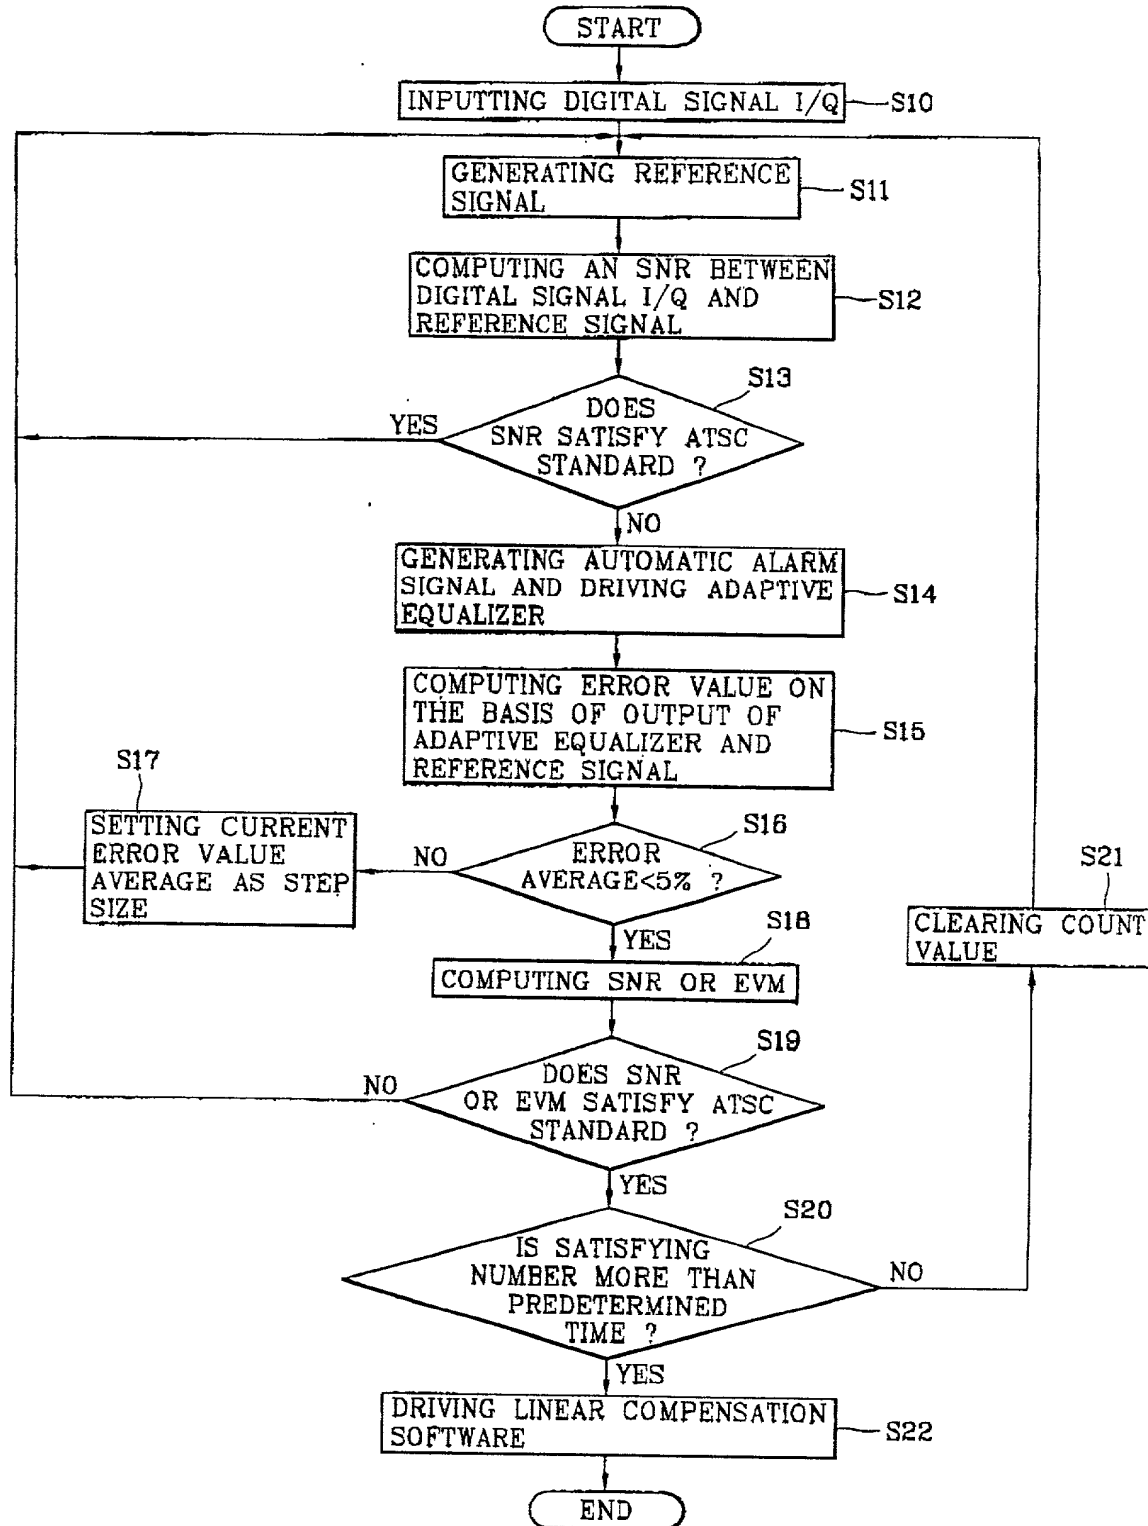 START
INPUTTING DIGITAL SIGNAL I/Q
S10
GENERATING REFERENCE
SIGNAL
S11
COMPUTING AN SNR BETWEEN
DIGITAL SIGNAL I/Q AND
REFERENCE SIGNAL
S12
S13
DOES
SNR SATISFY ATSC
STANDARD ?
YES
NO
GENERATING AUTOMATIC ALARM
SIGNAL AND DRIVING ADAPTIVE
EQUALIZER
S14
COMPUTING ERROR VALUE ON
THE BASIS OF OUTPUT OF
ADAPTIVE EQUALIZER AND
REFERENCE SIGNAL
S15
S16
ERROR
AVERAGE<5% ?
NO
S17
SETTING CURRENT
ERROR VALUE
AVERAGE AS STEP
SIZE
YES
S18
COMPUTING SNR OR EVM
S19
DOES SNR
OR EVM SATISFY ATSC
STANDARD ?
NO
YES
S20
IS SATISFYING
NUMBER MORE THAN
PREDETERMINED
TIME ?
NO
S21
CLEARING COUNT
VALUE
YES
DRIVING LINEAR COMPENSATION
SOFTWARE
S22
END